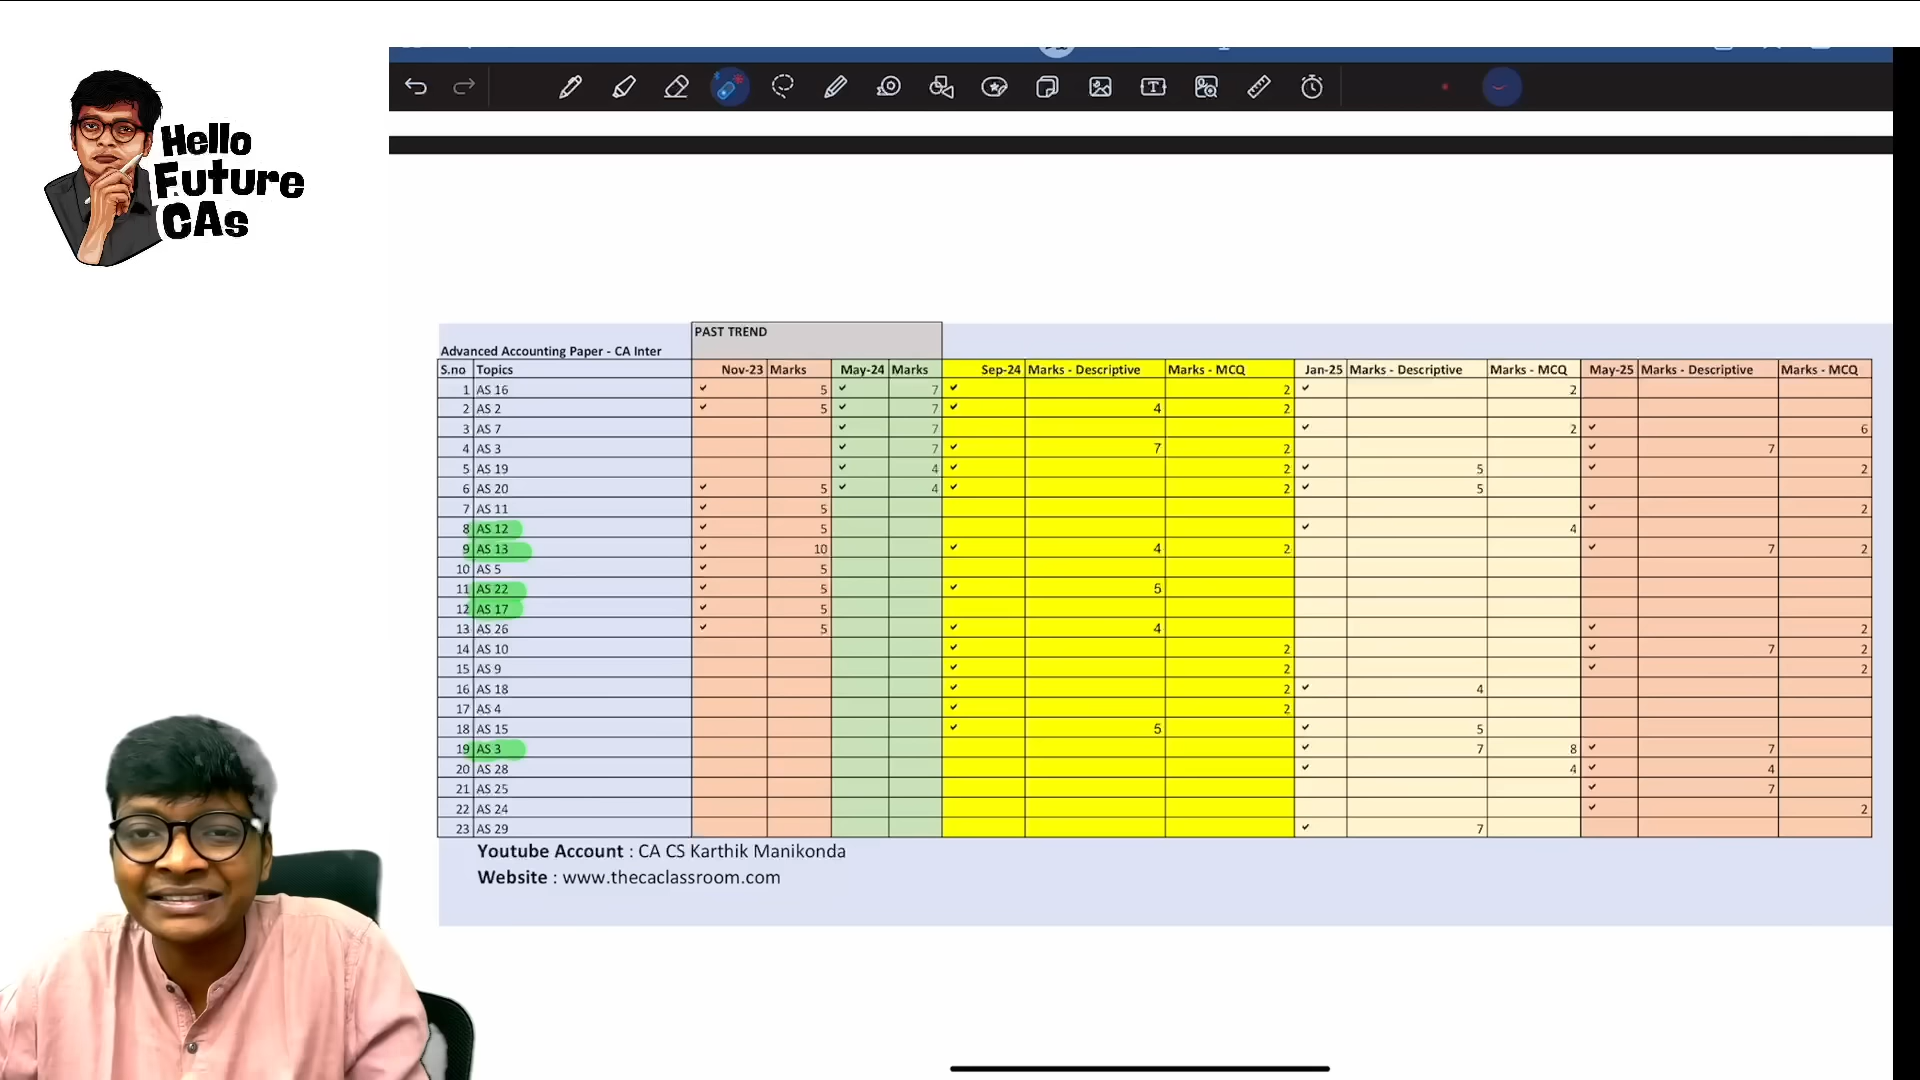 Hello
Future
CAs
PAST TREND
Advanced Accounting Paper - CA Inter
S.no Topics Nov-23 Marks May-24 Marks Sep-24 Marks - Descriptive Marks - MCQ Jan-25 Marks - Descriptive Marks - MCQ May-25 Marks - Descriptive Marks - MCQ
1 AS 16 ✓ 5 ✓ 7 ✓ 2 ✓ 2
2 AS 2 ✓ 5 ✓ 7 ✓ 4 2
3 AS 7 ✓ 7 ✓ 2 ✓ 6
4 AS 3 ✓ 7 ✓ 7 2 ✓ 7
5 AS 19 ✓ 4 ✓ 2 ✓ 5 ✓ 2
6 AS 20 ✓ 5 ✓ 4 ✓ 2 ✓ 5
7 AS 11 ✓ 5 ✓ 2
8 AS 12 ✓ 5 ✓ 4
9 AS 13 ✓ 10 ✓ 4 2 ✓ 7 2
10 AS 5 ✓ 5
11 AS 22 ✓ 5 ✓ 5
12 AS 17 ✓ 5
13 AS 26 ✓ 5 ✓ 4 ✓ 2
14 AS 10 ✓ 2 ✓ 7 2
15 AS 9 ✓ 2 ✓ 2
16 AS 18 ✓ 2 ✓ 4
17 AS 4 ✓ 2
18 AS 15 ✓ 5 ✓ 5
19 AS 3 ✓ 7 8 ✓ 7
20 AS 28 ✓ 4 ✓ 4
21 AS 25 ✓ 7
22 AS 24 ✓ 2
23 AS 29 ✓ 7
Youtube Account : CA CS Karthik Manikonda
Website : www.thecaclassroom.com